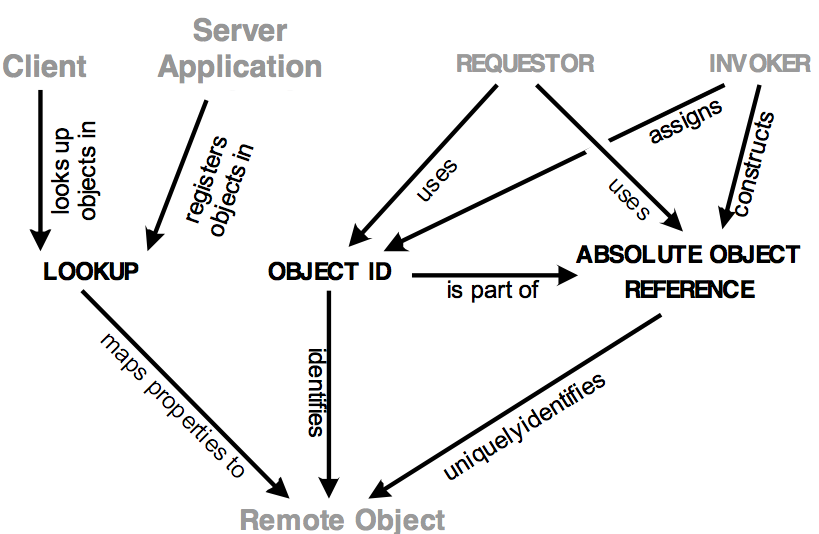 Client
Server
Application
REQUESTOR
INVOKER
looks up
objects in
registers
objects in
uses
assigns
uses
constructs
LOOKUP
OBJECT ID
is part of
ABSOLUTE OBJECT
REFERENCE
maps properties to
identifies
uniquelyidentifies
Remote Object